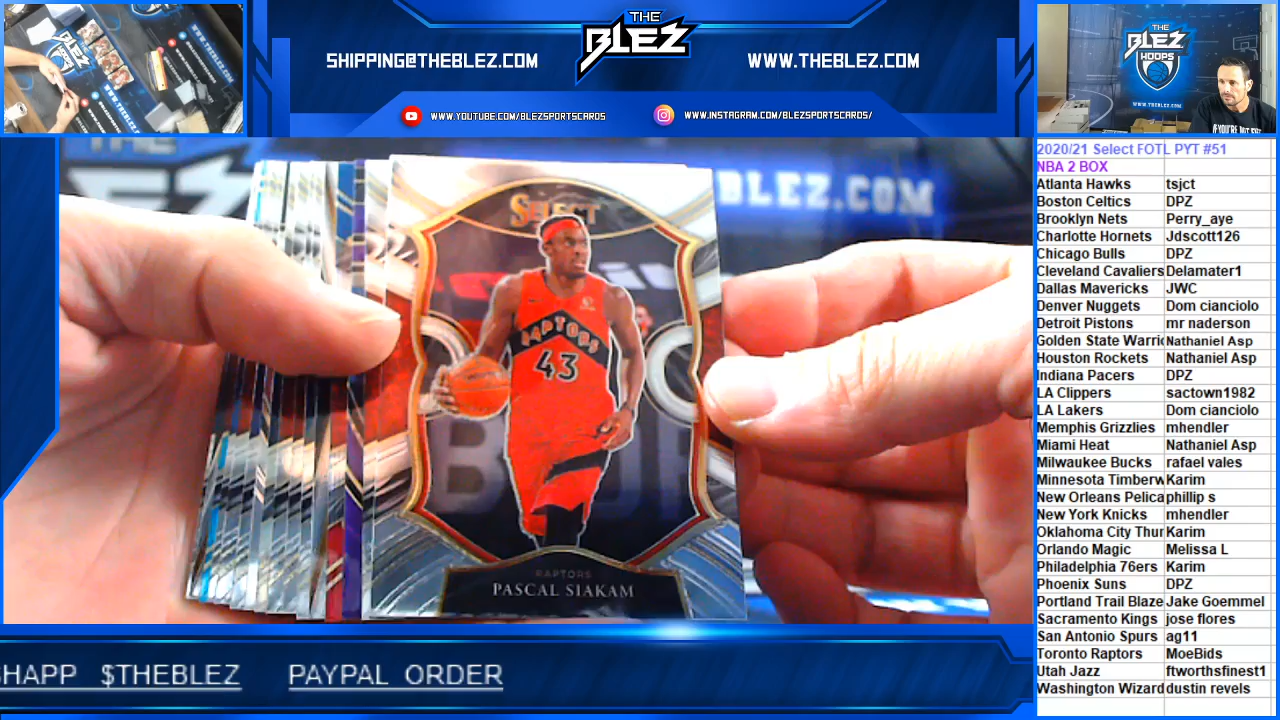 THE
BLEZ
SHIPPING@THEBLEZ.COM
WWW.THEBLEZ.COM
WWW.YOUTUBE.COM/BLEZSPORTSCARDS
WWW.INSTAGRAM.COM/BLEZSPORTSCARDS/
THE
BLEZ
HOOPS
WWW.THEBLEZ.COM
BLEZ.COM
SELECT
RAPTORS
43
RAPTORS
PASCAL SIAKAM
SHAPP $THEBLEZ PAYPAL ORDER
2020/21 Select FOTL PYT #51
NBA 2 BOX
Atlanta Hawks tsjct
Boston Celtics DPZ
Brooklyn Nets Perry_aye
Charlotte Hornets Jdscott126
Chicago Bulls DPZ
Cleveland Cavaliers Delamater1
Dallas Mavericks JWC
Denver Nuggets Dom cianciolo
Detroit Pistons mr naderson
Golden State Warric Nathaniel Asp
Houston Rockets Nathaniel Asp
Indiana Pacers DPZ
LA Clippers sactown1982
LA Lakers Dom cianciolo
Memphis Grizzlies mhendler
Miami Heat Nathaniel Asp
Milwaukee Bucks rafael vales
Minnesota Timberw Karim
New Orleans Pelica phillip s
New York Knicks mhendler
Oklahoma City Thur Karim
Orlando Magic Melissa L
Philadelphia 76ers Karim
Phoenix Suns DPZ
Portland Trail Blaze Jake Goemmel
Sacramento Kings jose flores
San Antonio Spurs ag11
Toronto Raptors MoeBids
Utah Jazz ftworthsfinest1
Washington Wizard dustin revels